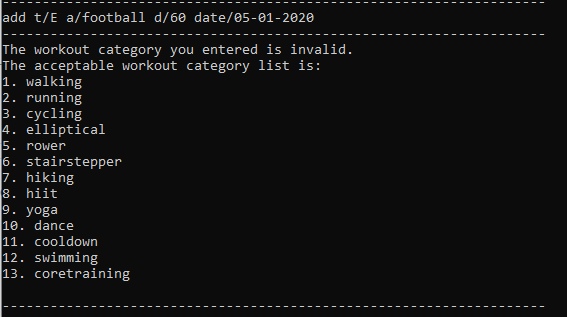 --------------------------------------------------------------------
add t/E a/football d/60 date/05-01-2020
--------------------------------------------------------------------
The workout category you entered is invalid.
The acceptable workout category list is:
1. walking
2. running
3. cycling
4. elliptical
5. rower
6. stairstepper
7. hiking
8. hiit
9. yoga
10. dance
11. cooldown
12. swimming
13. coretraining
--------------------------------------------------------------------